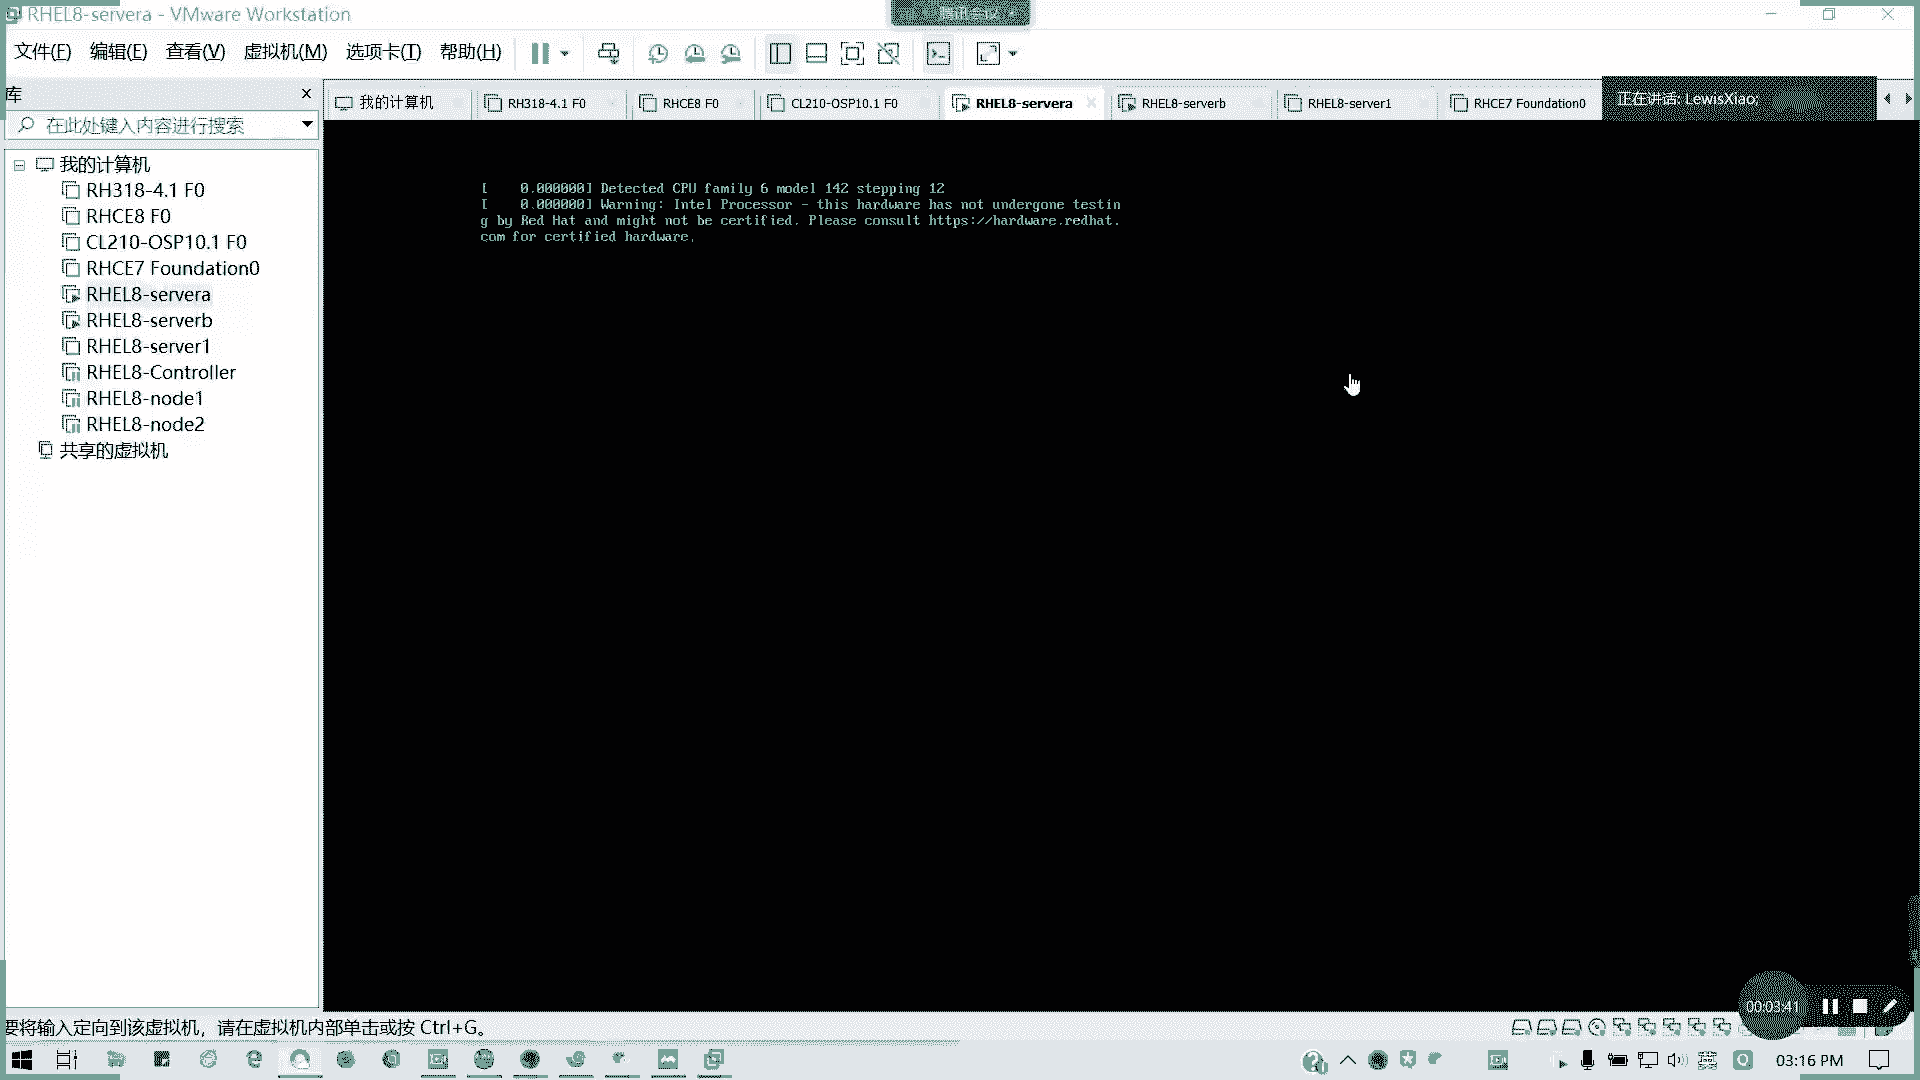 RHEL8-servera - VMware Workstation
腾讯会议
文件(F) 编辑(E) 查看(V) 虚拟机(M) 选项卡(T) 帮助(H)
库
在此处键入内容进行搜索
我的计算机
RH318-4.1 F0
RHCE8 F0
CL210-OSP10.1 F0
RHCE7 Foundation0
RHEL8-servera
RHEL8-serverb
RHEL8-server1
RHEL8-Controller
RHEL8-node1
RHEL8-node2
共享的虚拟机
我的计算机 RH318-4.1 F0 RHCE8 F0 CL210-OSP10.1 F0 RHEL8-servera RHEL8-serverb RHEL8-server1 RHCE7 Foundation0
正在讲话: LewisXiao;
[    0.000000] Detected CPU family 6 model 142 stepping 12
[    0.000000] Warning: Intel Processor - this hardware has not undergone testin
g by Red Hat and might not be certified. Please consult https://hardware.redhat.
com for certified hardware.
00:03:41
要将输入定向到该虚拟机，请在虚拟机内部单击或按 Ctrl+G。
英
03:16 PM